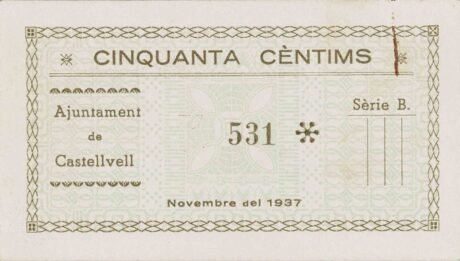 CINQUANTA CÈNTIMS
Ajuntament
de
Castellvell
531
Sèrie B.
Novembre del 1937